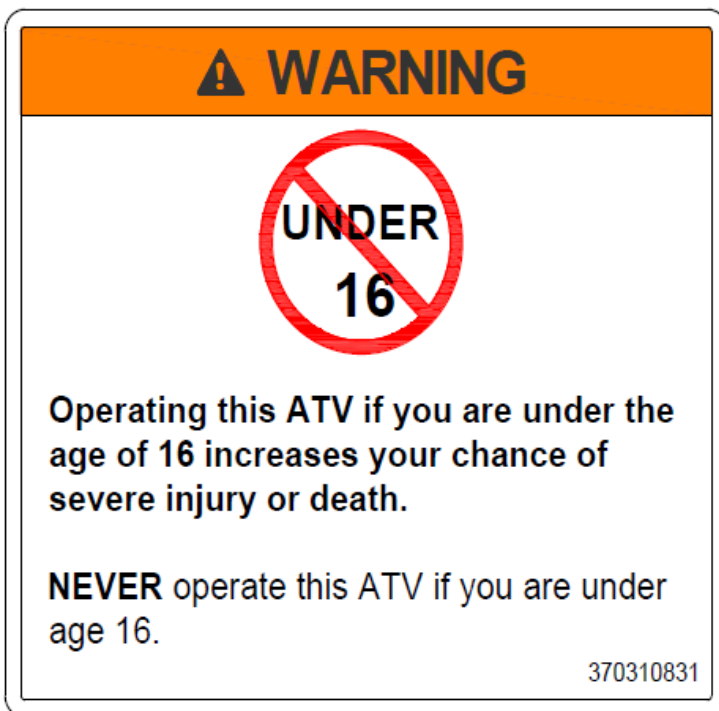 WARNING
UNDER
16
Operating this ATV if you are under the
age of 16 increases your chance of
severe injury or death.
NEVER operate this ATV if you are under
age 16.
370310831